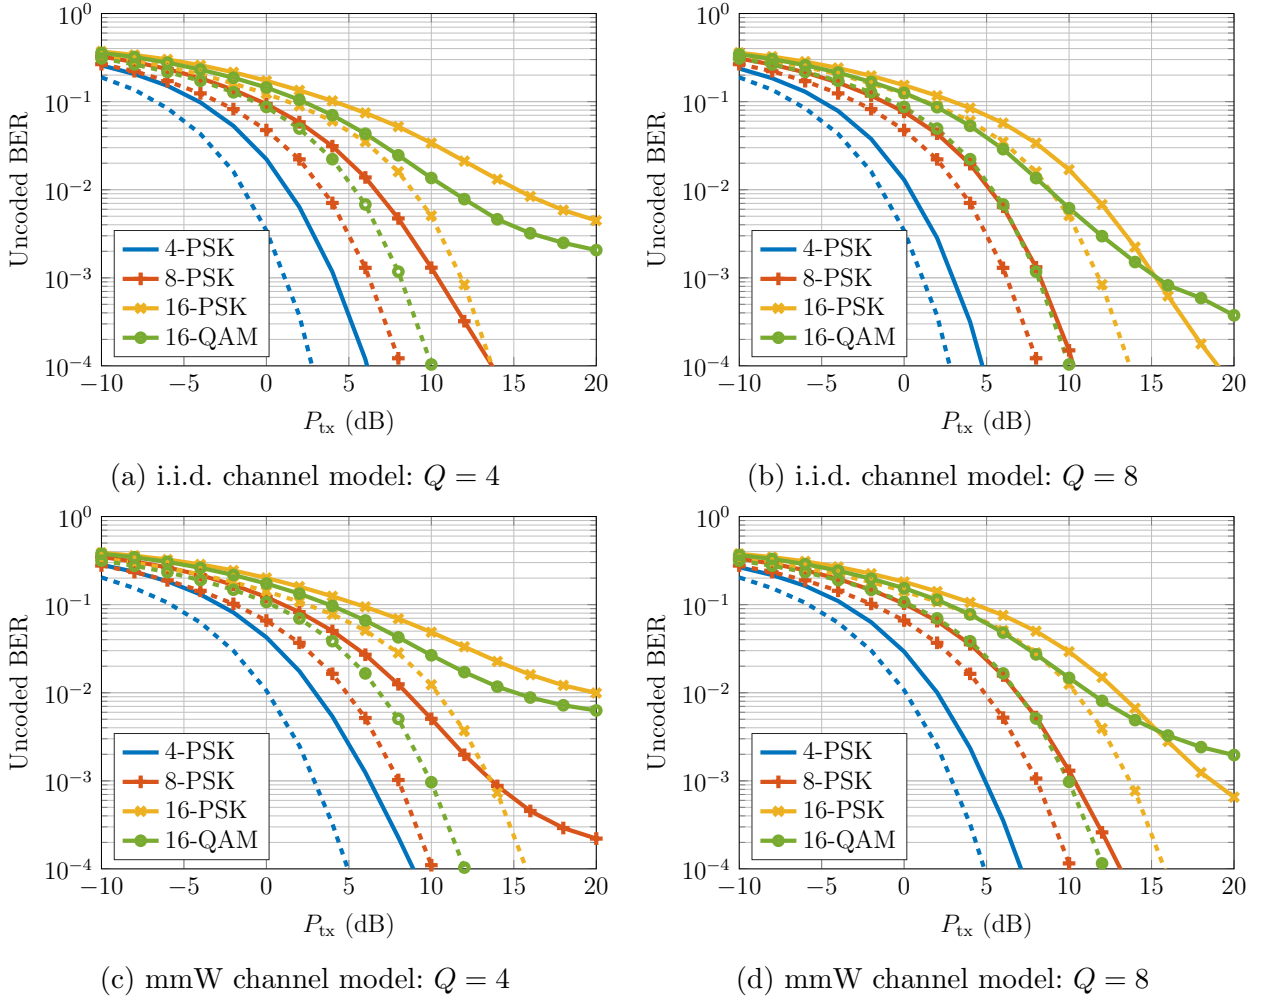 10^0
10^−1
10^−2
10^−3
10^−4
Uncoded BER
−10 −5 0 5 10 15 20
P_tx (dB)
4-PSK
8-PSK
16-PSK
16-QAM
(a) i.i.d. channel model: Q = 4
10^0
10^−1
10^−2
10^−3
10^−4
Uncoded BER
−10 −5 0 5 10 15 20
P_tx (dB)
4-PSK
8-PSK
16-PSK
16-QAM
(b) i.i.d. channel model: Q = 8
10^0
10^−1
10^−2
10^−3
10^−4
Uncoded BER
−10 −5 0 5 10 15 20
P_tx (dB)
4-PSK
8-PSK
16-PSK
16-QAM
(c) mmW channel model: Q = 4
10^0
10^−1
10^−2
10^−3
10^−4
Uncoded BER
−10 −5 0 5 10 15 20
P_tx (dB)
4-PSK
8-PSK
16-PSK
16-QAM
(d) mmW channel model: Q = 8